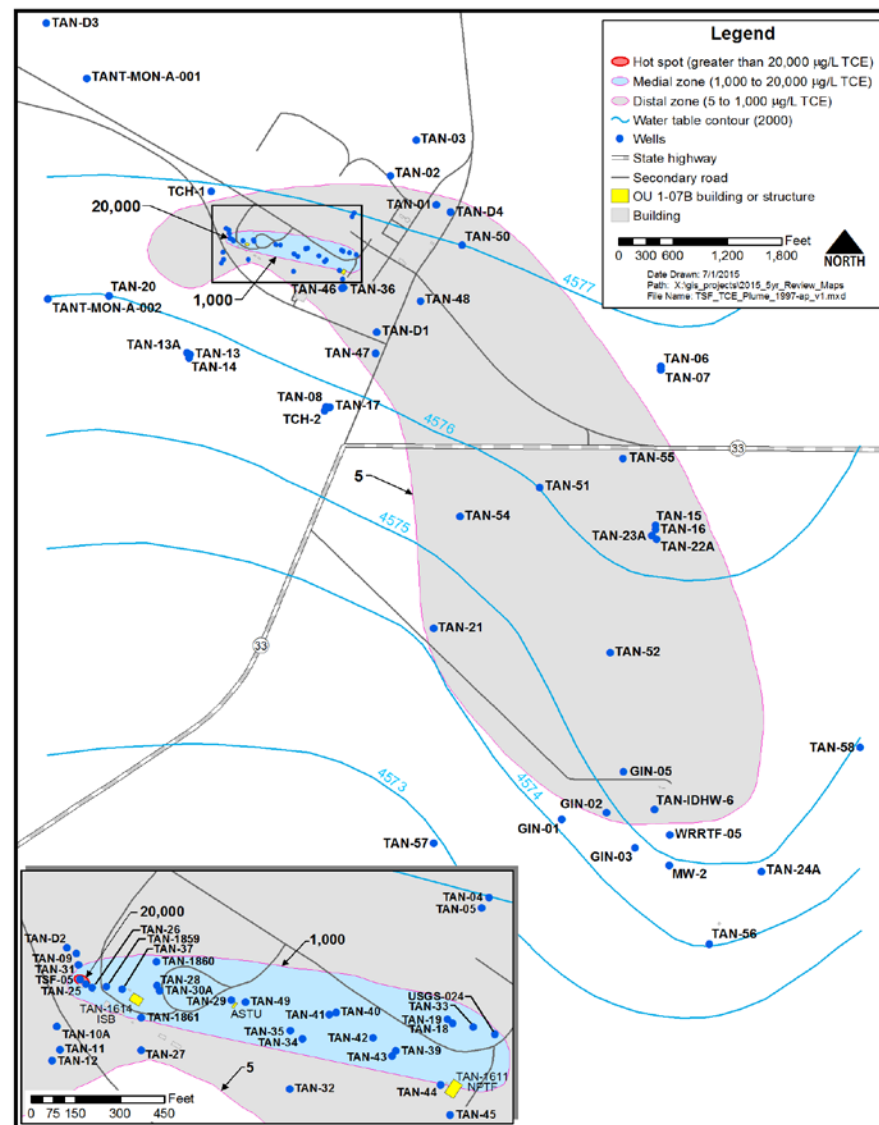 TAN-D3
TANT-MON-A-001
TAN-03
TAN-02
TCH-1
TAN-01
TAN-D4
20,000
TAN-50
1,000
TAN-46
TAN-36
TAN-48
4577
TAN-20
TANT-MON-A-002
TAN-D1
TAN-13A
TAN-13
TAN-14
TAN-47
TAN-06
TAN-07
TAN-08
TAN-17
TCH-2
4576
33
TAN-55
5
TAN-51
4575
TAN-54
TAN-15
TAN-16
TAN-23A
TAN-22A
TAN-21
33
TAN-52
TAN-58
4573
4574
GIN-05
TAN-IDHW-6
GIN-02
GIN-01
WRRTF-05
TAN-57
GIN-03
MW-2
TAN-24A
TAN-56
Legend
Hot spot (greater than 20,000 µg/L TCE)
Medial zone (1,000 to 20,000 µg/L TCE)
Distal zone (5 to 1,000 µg/L TCE)
Water table contour (2000)
Wells
State highway
Secondary road
OU 1-07B building or structure
Building
Feet
0 300 600 1,200 1,800
NORTH
Date Drawn: 7/1/2015
Path: X:\gis_projects\2015_5yr_Review_Maps
File Name: TSF_TCE_Plume_1997-ap_v1.mxd
TAN-04
TAN-05
20,000
TAN-26
TAN-1859
TAN-37
1,000
TAN-D2
TAN-09
TAN-31
TSF-05
TAN-25
TAN-1860
TAN-28
TAN-30A
TAN-29
TAN-49
ASTU
TAN-41
TAN-40
USGS-024
TAN-33
TAN-19
TAN-18
TAN-1614
ISB
TAN-1861
TAN-10A
TAN-11
TAN-12
TAN-27
TAN-35
TAN-34
TAN-42
TAN-39
TAN-43
TAN-1611
NPTF
TAN-44
5
TAN-32
TAN-45
Feet
0 75 150 300 450